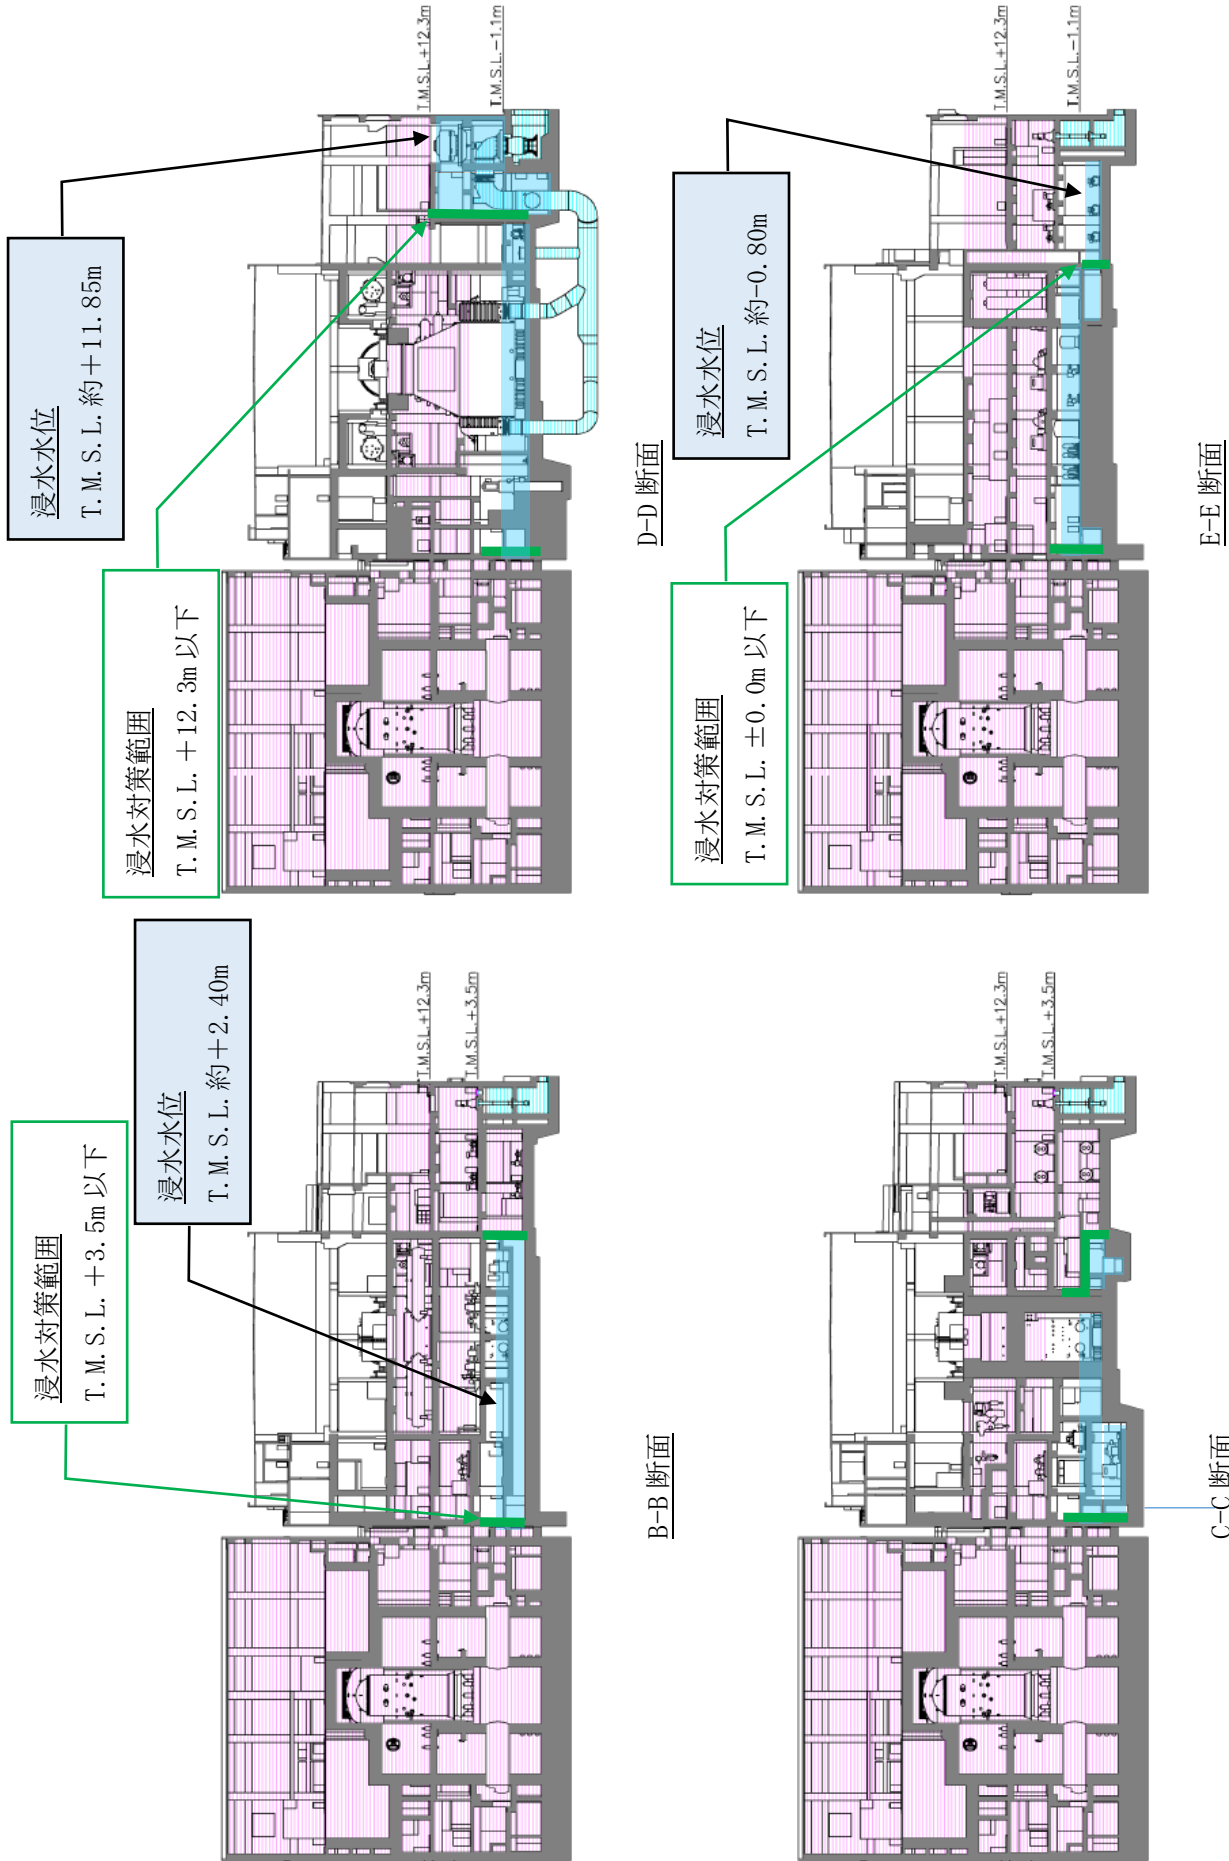 浸水対策範囲
T.M.S.L.＋3.5m以下
浸水水位
T.M.S.L.約＋2.40m
T.M.S.L.+12.3m
T.M.S.L.+3.5m
B-B 断面
浸水水位
T.M.S.L.約＋11.85m
浸水対策範囲
T.M.S.L.＋12.3m以下
T.M.S.L.+12.3m
T.M.S.L.−1.1m
D-D 断面
T.M.S.L.+12.3m
T.M.S.L.+3.5m
C-C 断面
浸水水位
T.M.S.L.約-0.80m
浸水対策範囲
T.M.S.L.±0.0m以下
T.M.S.L.+12.3m
T.M.S.L.−1.1m
E-E 断面